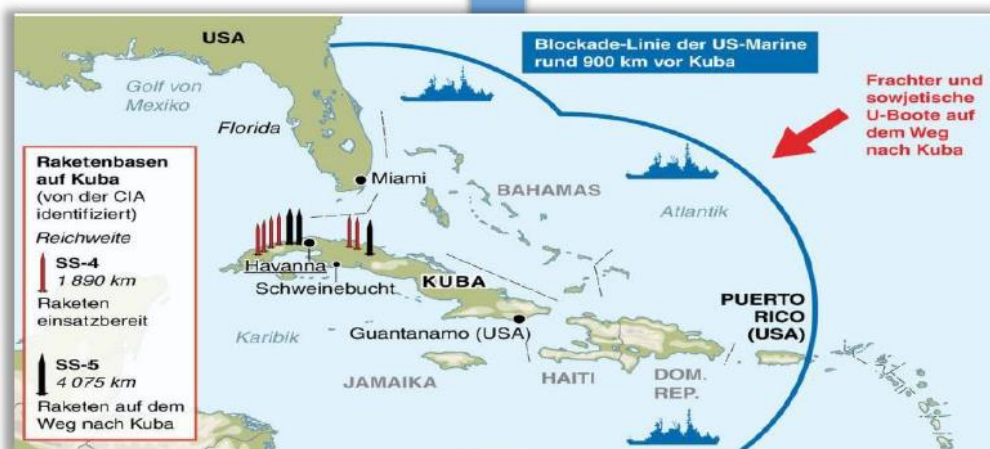 USA
Blockade-Linie der US-Marine
rund 900 km vor Kuba
Golf von
Mexiko
Frachter und
sowjetische
U-Boote auf
dem Weg
nach Kuba
Florida
Raketenbasen
auf Kuba
(von der CIA
identifiziert)
Reichweite
SS-4
1 890 km
Raketen
einsatzbereit
SS-5
4 075 km
Raketen auf dem
Weg nach Kuba
Miami
BAHAMAS
Atlantik
Havanna
Schweinebucht
KUBA
Guantanamo (USA)
Karibik
JAMAIKA
HAITI
DOM.
REP.
PUERTO
RICO
(USA)